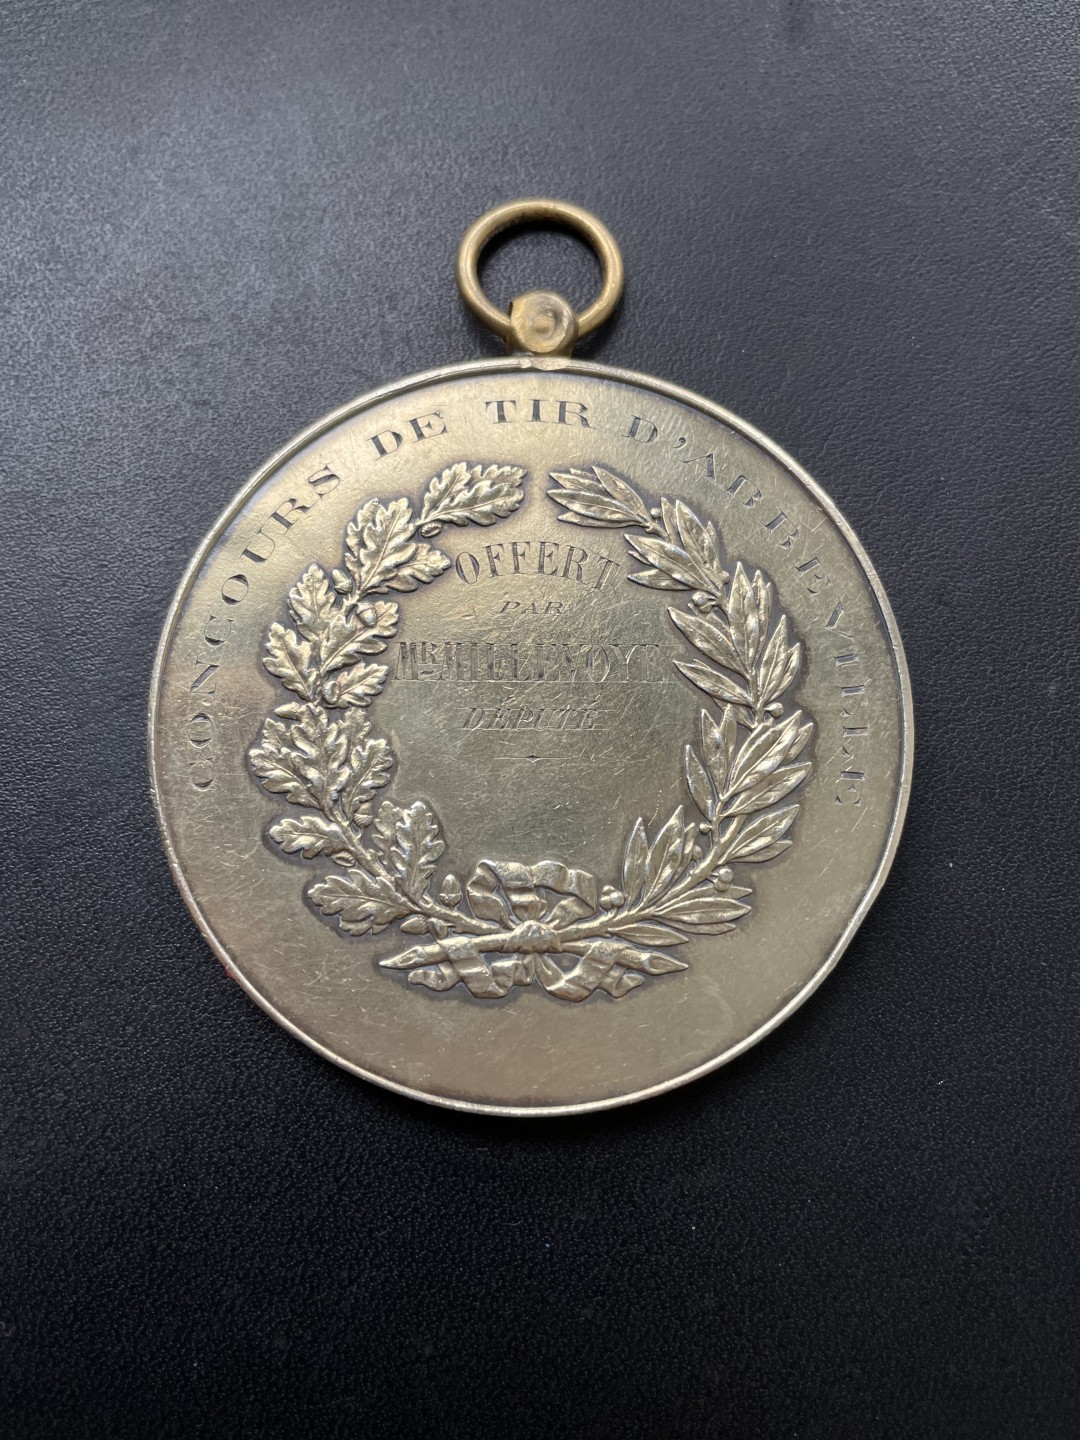 CONCOURS DE TIR D'ABBEVILLE
OFFERT
PAR
MR MILLEVOYE
DÉPUTÉ